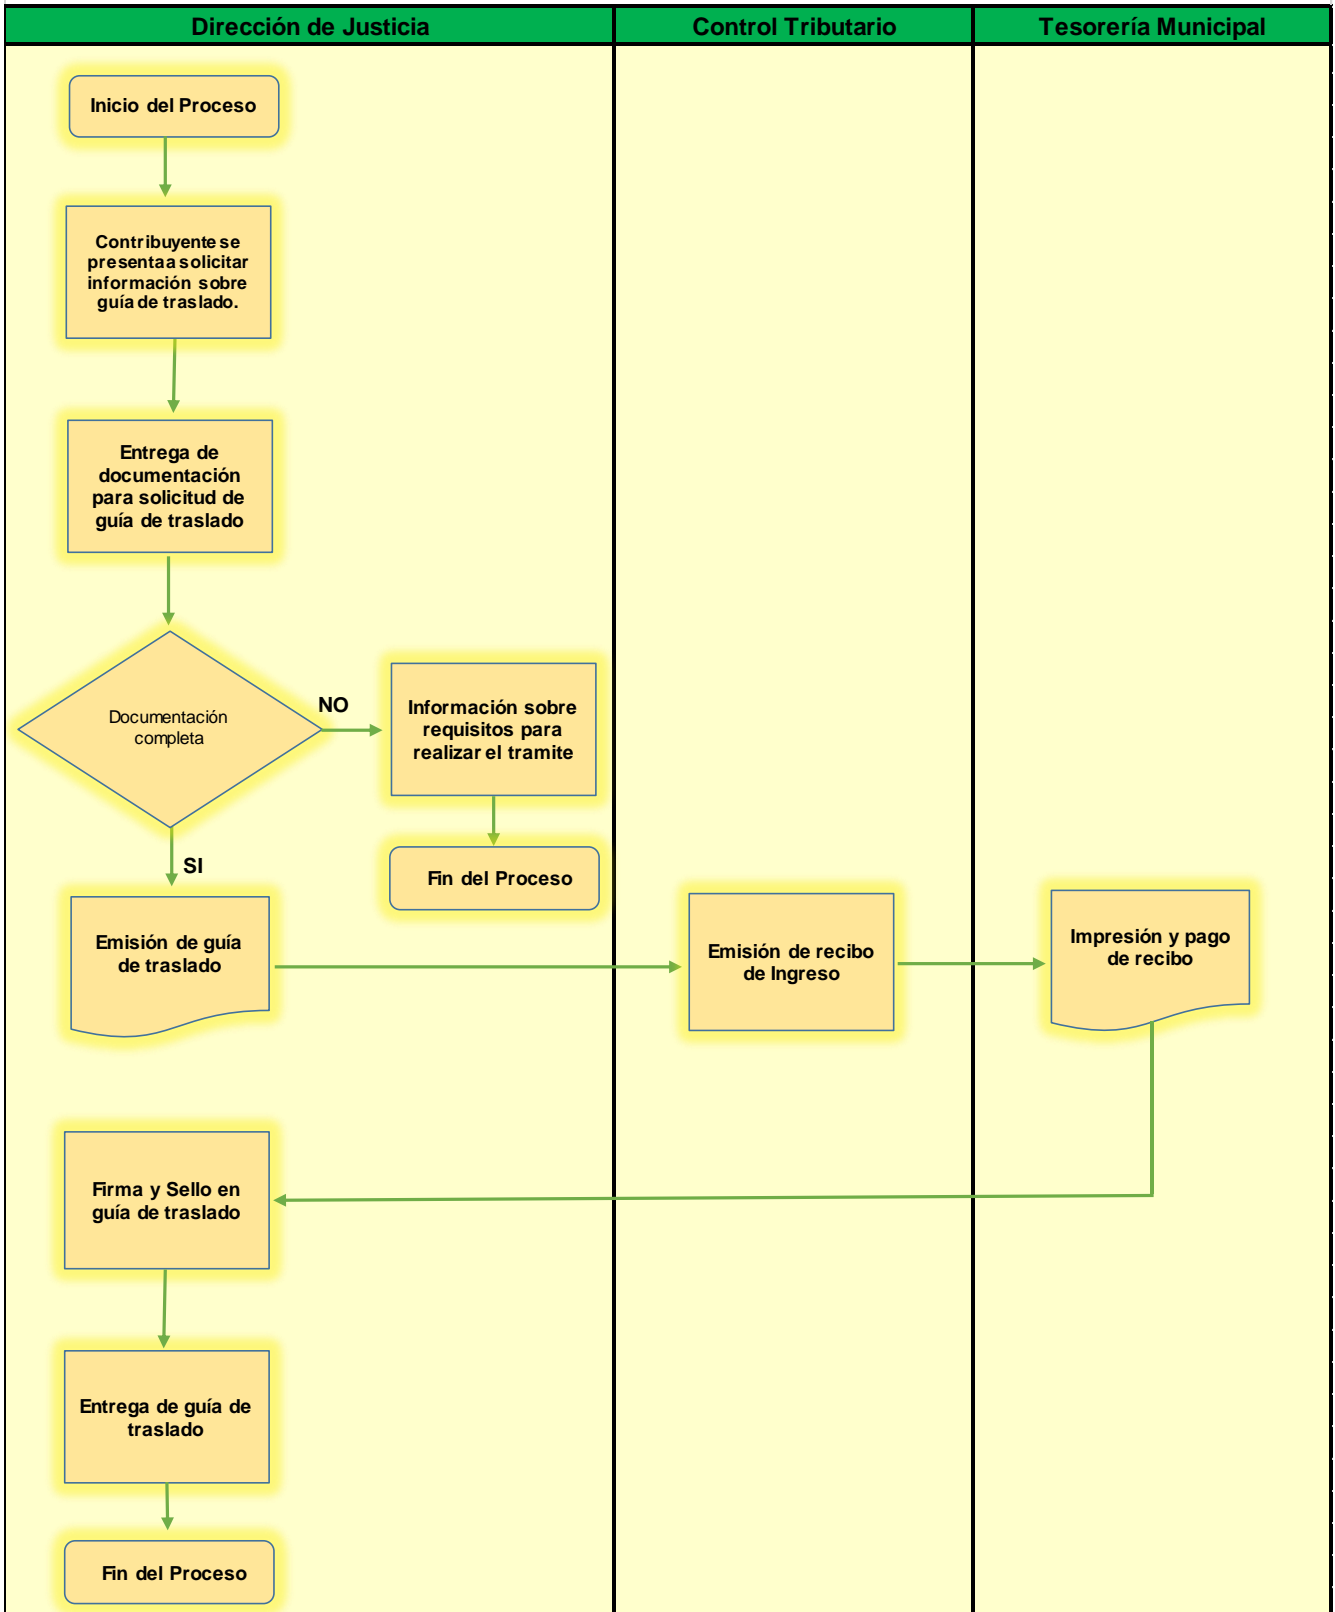 Dirección de Justicia
Control Tributario
Tesorería Municipal
Inicio del Proceso
Contribuyente se
presenta a solicitar
información sobre
guía de traslado.
Entrega de
documentación
para solicitud de
guía de traslado
Documentación
completa
NO
Información sobre
requisitos para
realizar el tramite
Fin del Proceso
SI
Emisión de guía
de traslado
Emisión de recibo
de Ingreso
Impresión y pago
de recibo
Firma y Sello en
guía de traslado
Entrega de guía de
traslado
Fin del Proceso